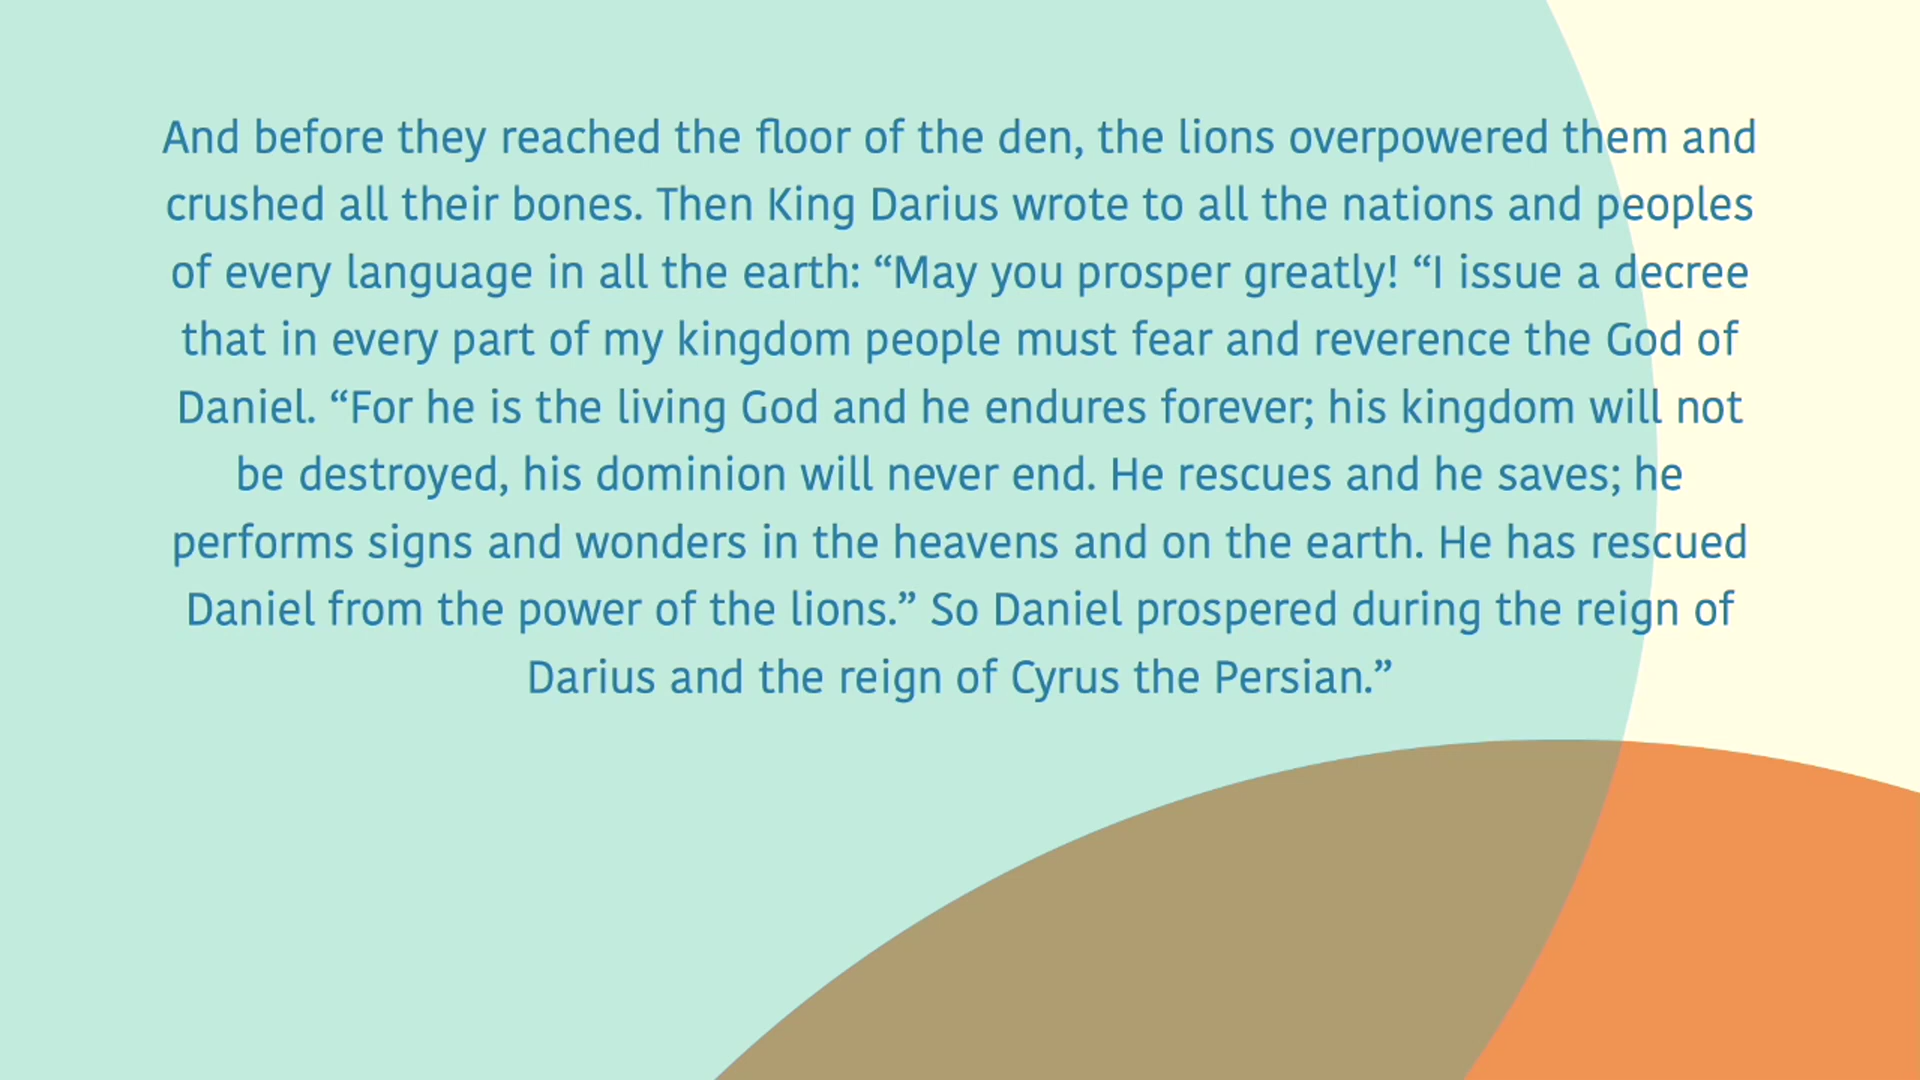 And before they reached the floor of the den, the lions overpowered them and
crushed all their bones. Then King Darius wrote to all the nations and peoples
of every language in all the earth: “May you prosper greatly! “I issue a decree
that in every part of my kingdom people must fear and reverence the God of
Daniel. “For he is the living God and he endures forever; his kingdom will not
be destroyed, his dominion will never end. He rescues and he saves; he
performs signs and wonders in the heavens and on the earth. He has rescued
Daniel from the power of the lions.” So Daniel prospered during the reign of
Darius and the reign of Cyrus the Persian.”